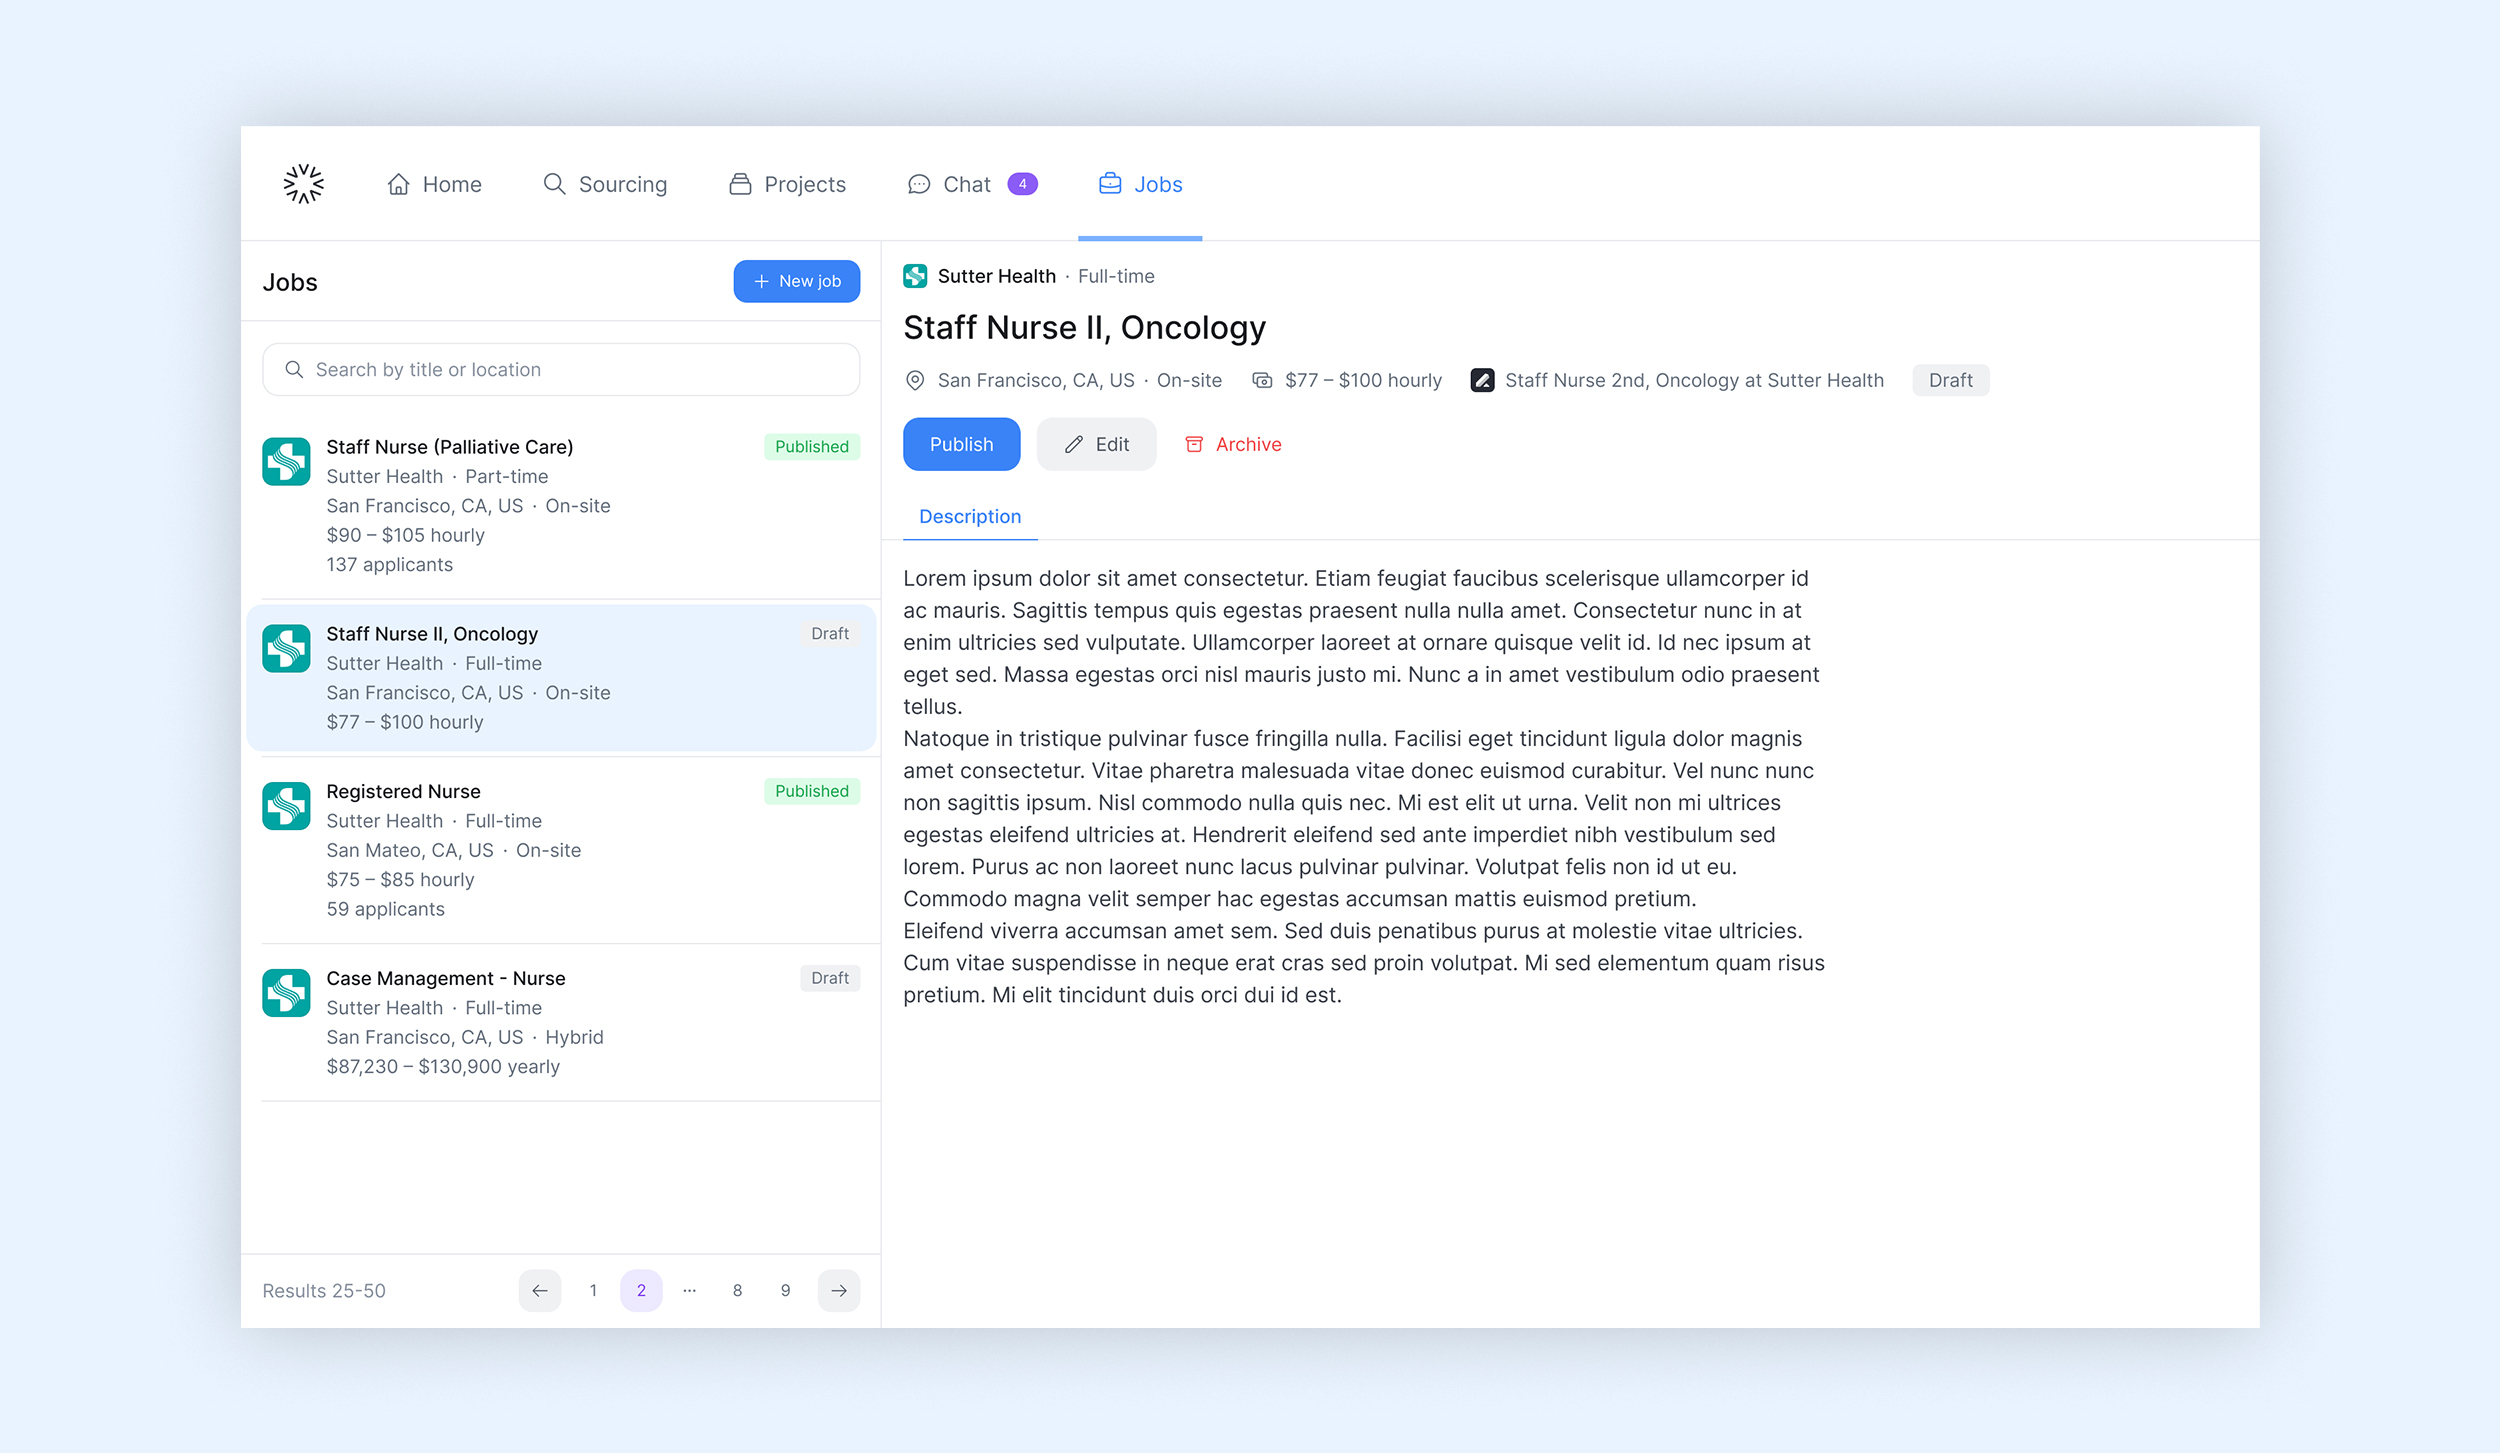 Home
Sourcing
Projects
Chat 4
Jobs
Jobs
New job
Search by title or location
Staff Nurse (Palliative Care)
Published
Sutter Health · Part-time
San Francisco, CA, US · On-site
$90 – $105 hourly
137 applicants
Staff Nurse II, Oncology
Draft
Sutter Health · Full-time
San Francisco, CA, US · On-site
$77 – $100 hourly
Registered Nurse
Published
Sutter Health · Full-time
San Mateo, CA, US · On-site
$75 – $85 hourly
59 applicants
Case Management - Nurse
Draft
Sutter Health · Full-time
San Francisco, CA, US · Hybrid
$87,230 – $130,900 yearly
Results 25-50
1 2 ··· 8 9
Sutter Health · Full-time
Staff Nurse II, Oncology
San Francisco, CA, US · On-site
$77 – $100 hourly
Staff Nurse 2nd, Oncology at Sutter Health
Draft
Publish
Edit
Archive
Description
Lorem ipsum dolor sit amet consectetur. Etiam feugiat faucibus scelerisque ullamcorper id
ac mauris. Sagittis tempus quis egestas praesent nulla nulla amet. Consectetur nunc in at
enim ultricies sed vulputate. Ullamcorper laoreet at ornare quisque velit id. Id nec ipsum at
eget sed. Massa egestas orci nisl mauris justo mi. Nunc a in amet vestibulum odio praesent
tellus.
Natoque in tristique pulvinar fusce fringilla nulla. Facilisi eget tincidunt ligula dolor magnis
amet consectetur. Vitae pharetra malesuada vitae donec euismod curabitur. Vel nunc nunc
non sagittis ipsum. Nisl commodo nulla quis nec. Mi est elit ut urna. Velit non mi ultrices
egestas eleifend ultricies at. Hendrerit eleifend sed ante imperdiet nibh vestibulum sed
lorem. Purus ac non laoreet nunc lacus pulvinar pulvinar. Volutpat felis non id ut eu.
Commodo magna velit semper hac egestas accumsan mattis euismod pretium.
Eleifend viverra accumsan amet sem. Sed duis penatibus purus at molestie vitae ultricies.
Cum vitae suspendisse in neque erat cras sed proin volutpat. Mi sed elementum quam risus
pretium. Mi elit tincidunt duis orci dui id est.